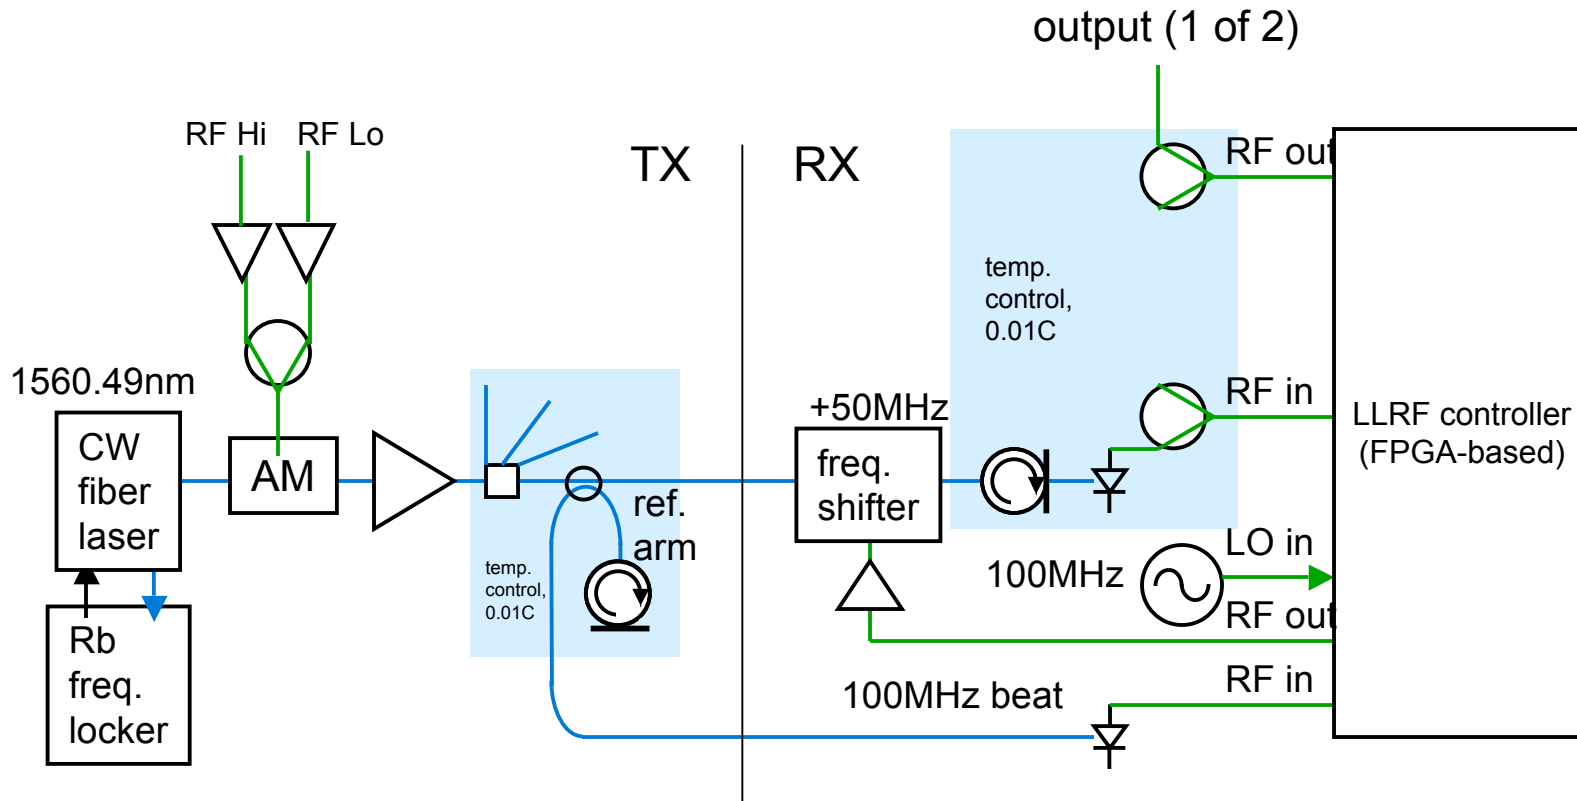 output (1 of 2)
RF Hi
RF Lo
TX
RX
RF out
temp.
control,
0.01C
1560.49nm
CW
fiber
laser
AM
+50MHz
freq.
shifter
RF in
LLRF controller
(FPGA-based)
ref.
arm
temp.
control,
0.01C
100MHz
LO in
RF out
Rb
freq.
locker
100MHz beat
RF in